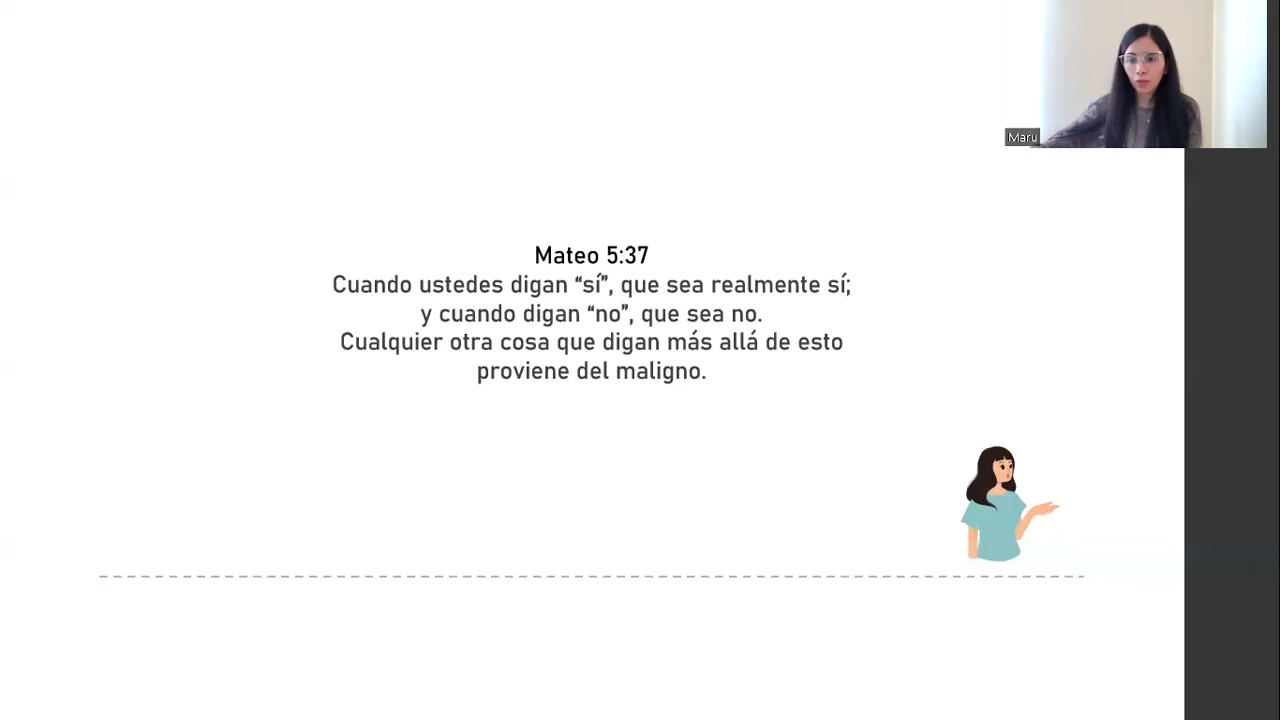 Maru
Mateo 5:37
Cuando ustedes digan “sí”, que sea realmente sí;
y cuando digan “no”, que sea no.
Cualquier otra cosa que digan más allá de esto
proviene del maligno.